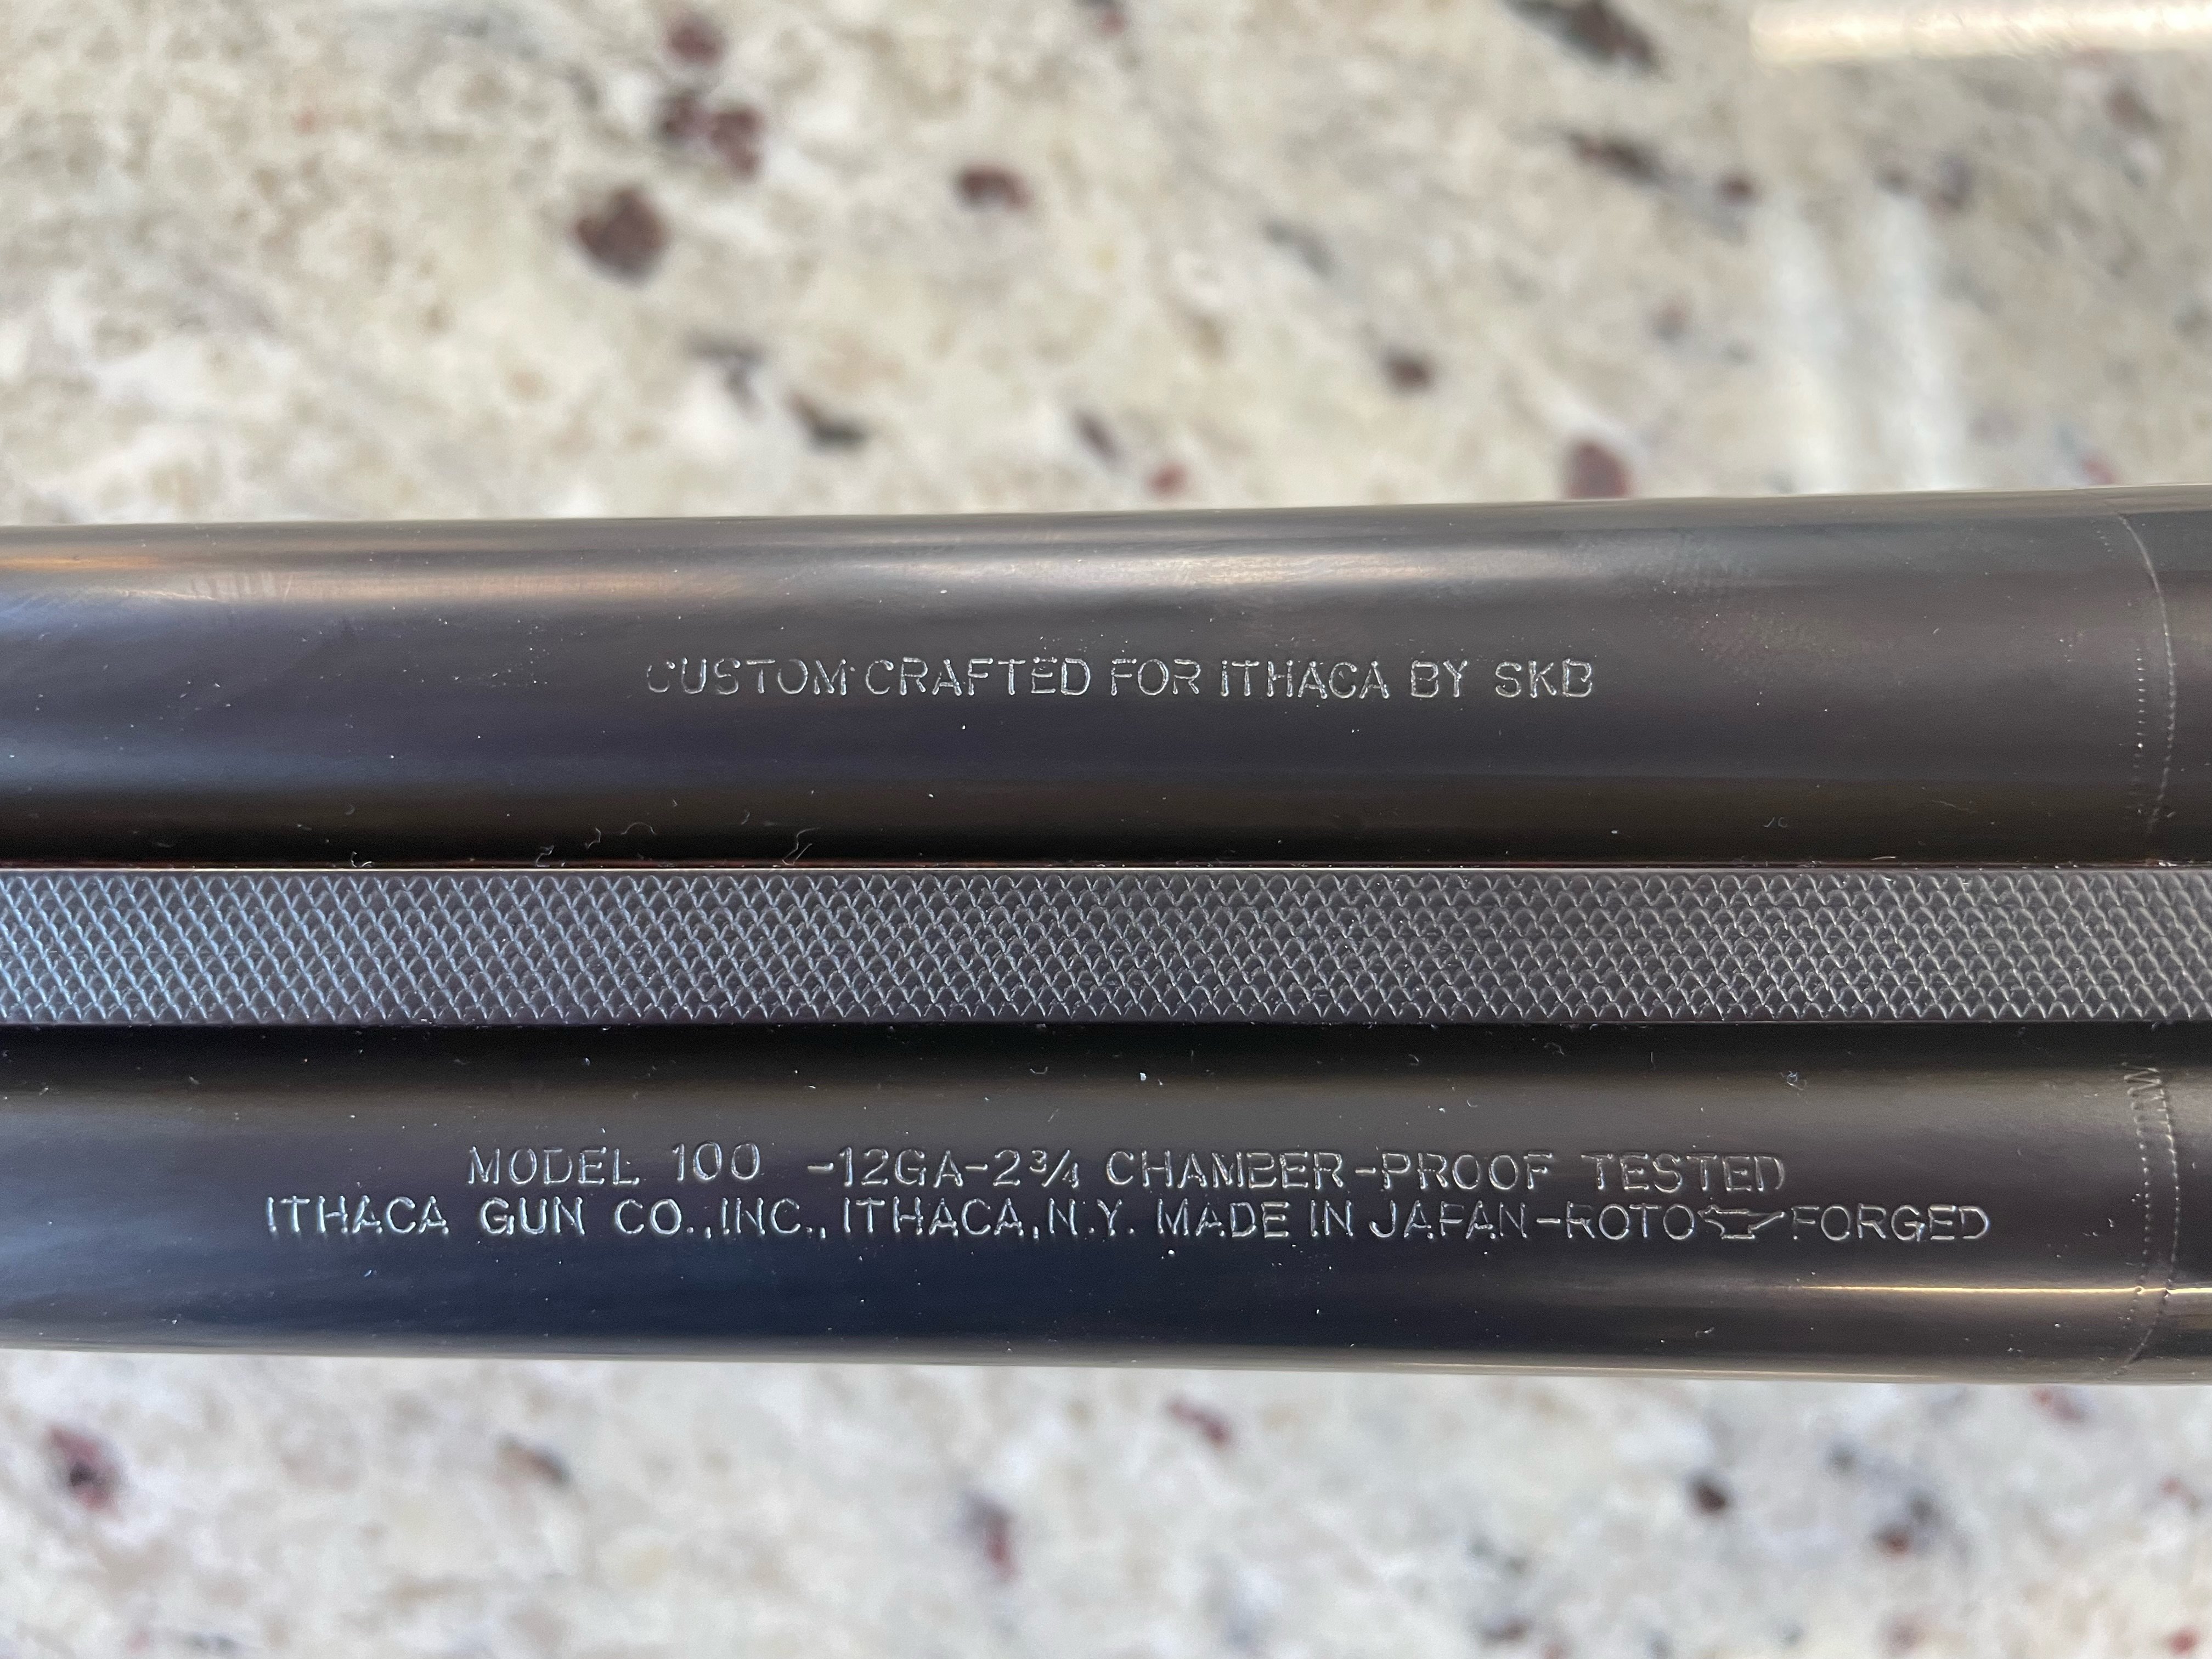 CUSTOM CRAFTED FOR ITHACA BY SKB
MODEL 100 -12GA-2¾ CHAMBER-PROOF TESTED
ITHACA GUN CO.,INC., ITHACA,N.Y. MADE IN JAPAN-ROTO FORGED